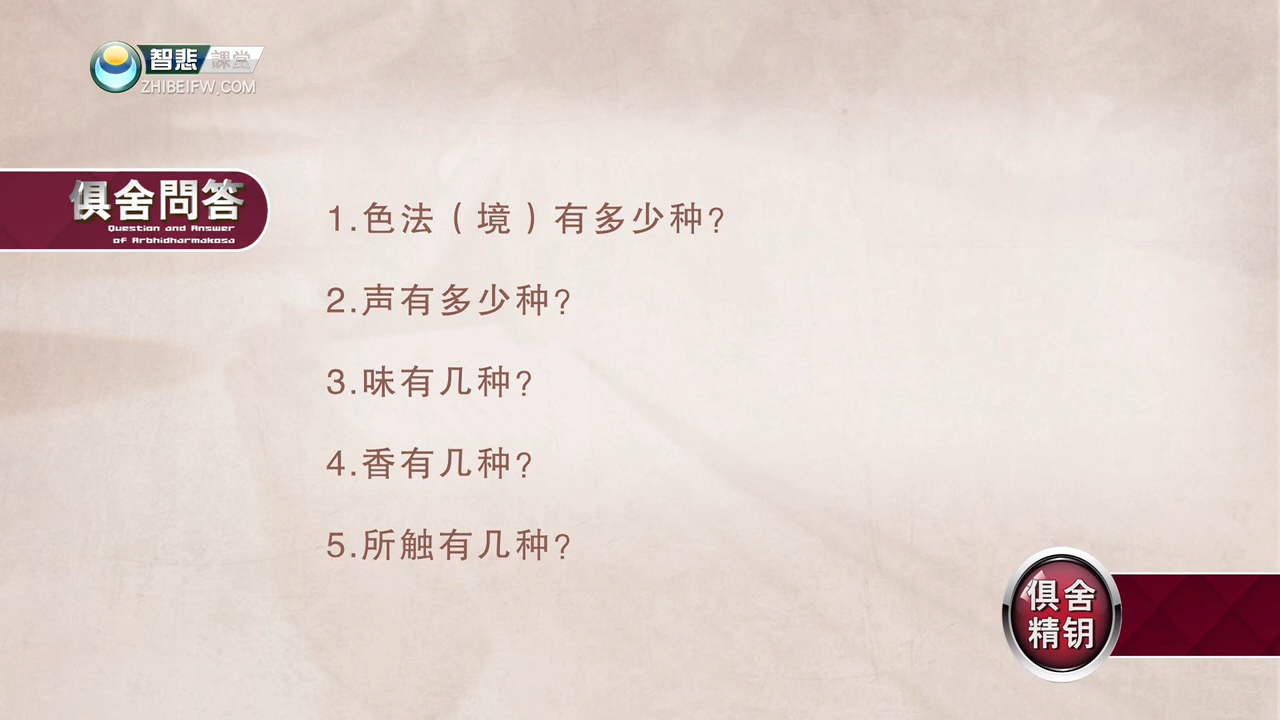 智悲 課堂
ZHIBEIFW.COM
俱舍問答
Question and Answer
of Arbhidharmakosa
1.色法（境）有多少种?
2.声有多少种?
3.味有几种?
4.香有几种?
5.所触有几种?
俱舍
精钥